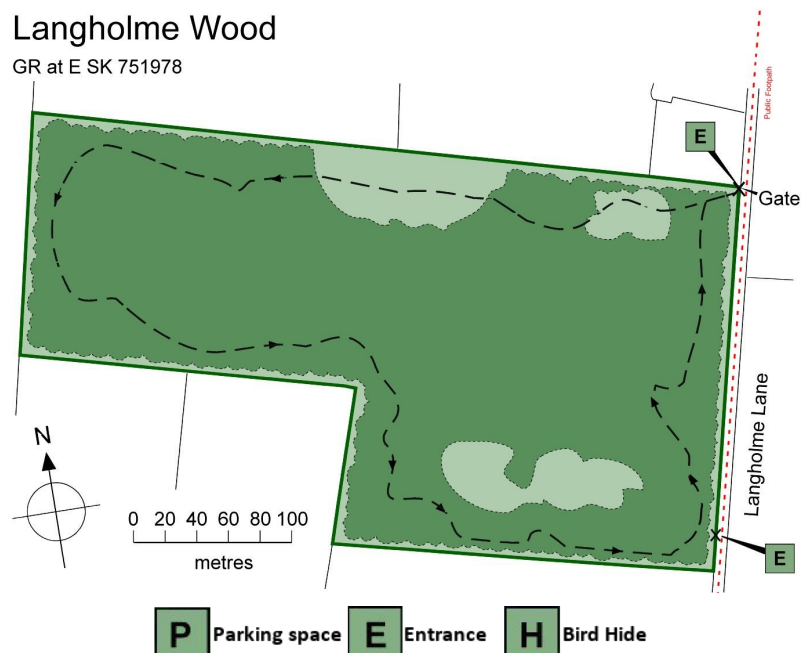 Langholme Wood
GR at E SK 751978
Public Footpath
E
Gate
Langholme Lane
N
0 20 40 60 80 100
metres
E
P Parking space E Entrance H Bird Hide